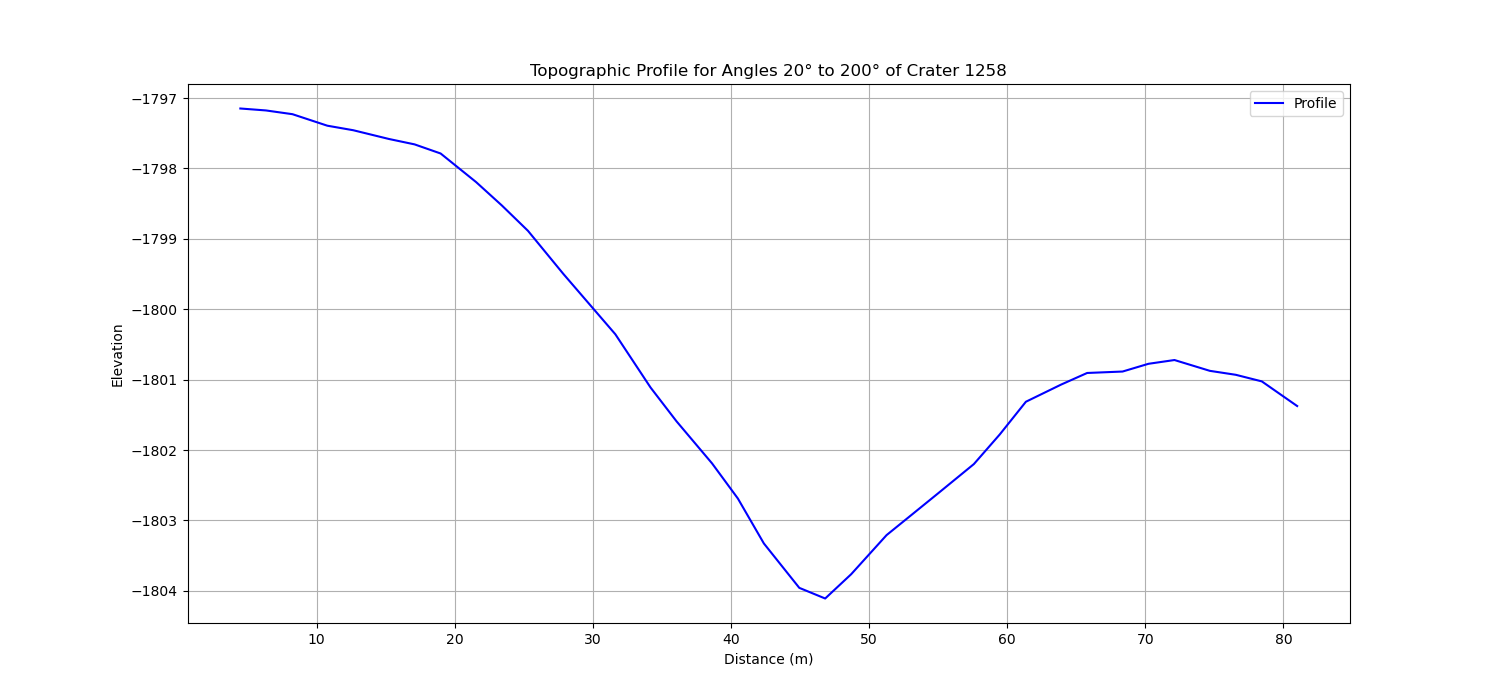 Topographic Profile for Angles 20° to 200° of Crater 1258
Profile
−1797
−1798
−1799
−1800
−1801
−1802
−1803
−1804
Elevation
10 20 30 40 50 60 70 80
Distance (m)